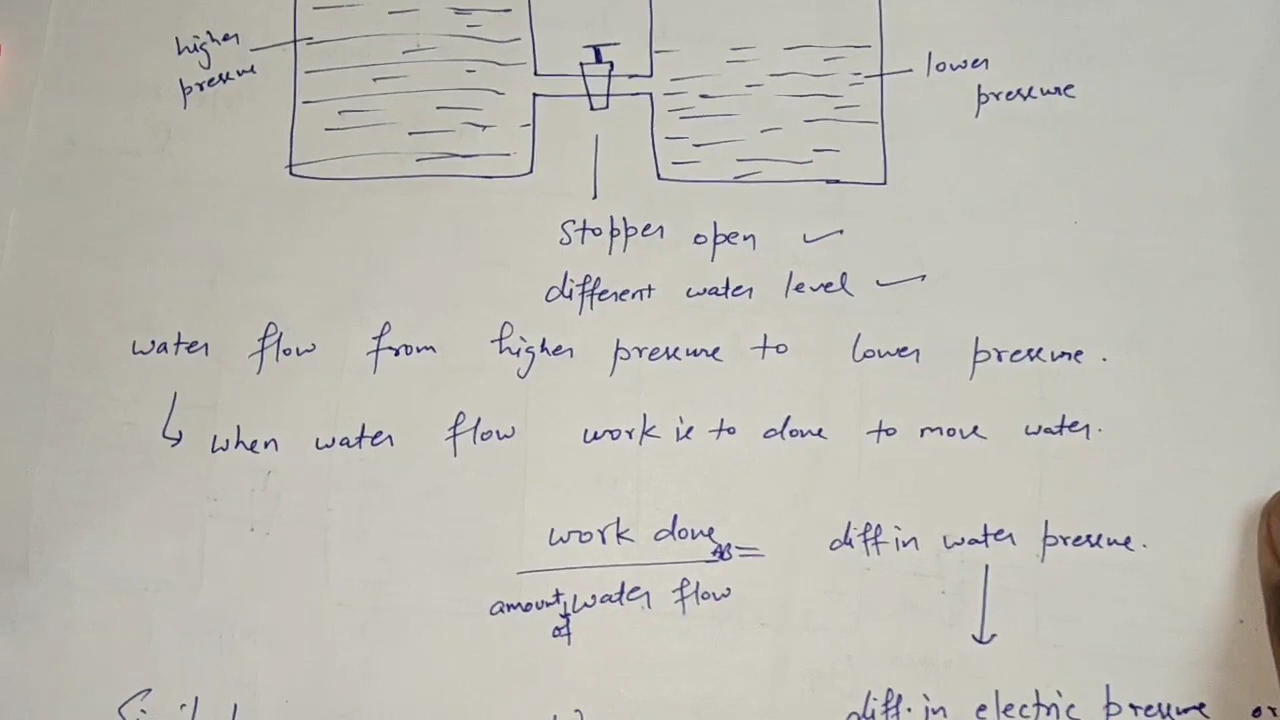 higher
pressure
lower
pressure
Stopper open ✓
different water level ✓
water flow from higher pressure to lower pressure.
↳ when water flow work is to done to move water.
work done = diff in water pressure.
amount of water flow
diff. in electric pressure or